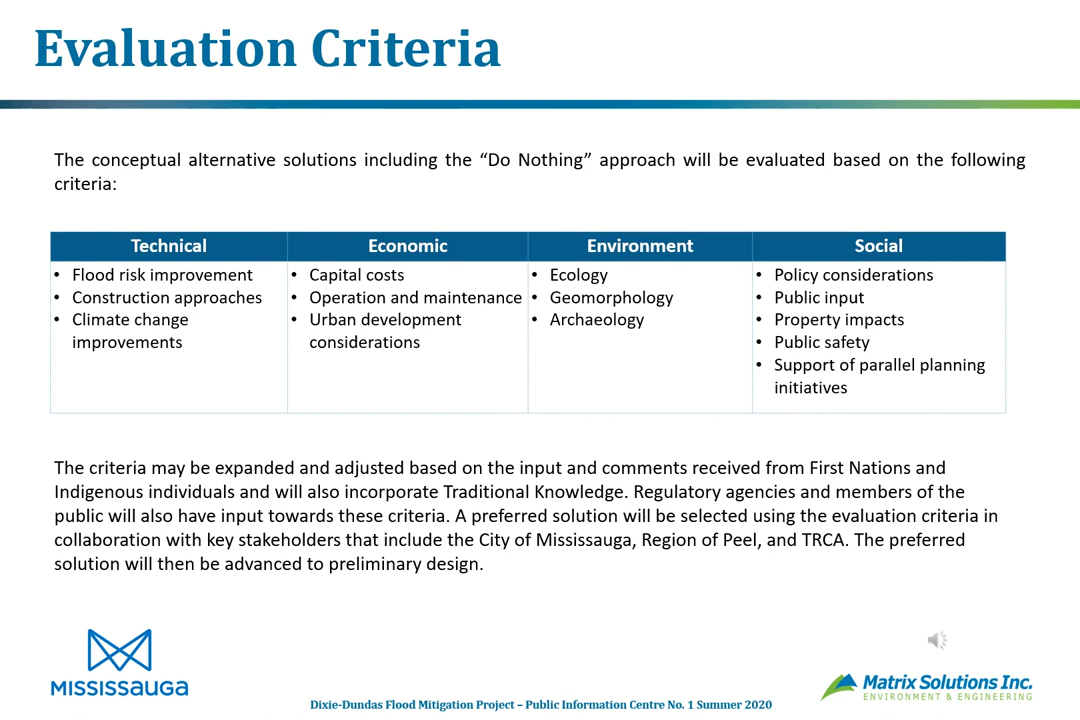 Evaluation Criteria
The conceptual alternative solutions including the “Do Nothing” approach will be evaluated based on the following
criteria:
Technical
• Flood risk improvement
• Construction approaches
• Climate change
improvements
Economic
• Capital costs
• Operation and maintenance
• Urban development
considerations
Environment
• Ecology
• Geomorphology
• Archaeology
Social
• Policy considerations
• Public input
• Property impacts
• Public safety
• Support of parallel planning
initiatives
The criteria may be expanded and adjusted based on the input and comments received from First Nations and
Indigenous individuals and will also incorporate Traditional Knowledge. Regulatory agencies and members of the
public will also have input towards these criteria. A preferred solution will be selected using the evaluation criteria in
collaboration with key stakeholders that include the City of Mississauga, Region of Peel, and TRCA. The preferred
solution will then be advanced to preliminary design.
MISSISSAUGA
Dixie-Dundas Flood Mitigation Project – Public Information Centre No. 1 Summer 2020
Matrix Solutions Inc.
ENVIRONMENT & ENGINEERING